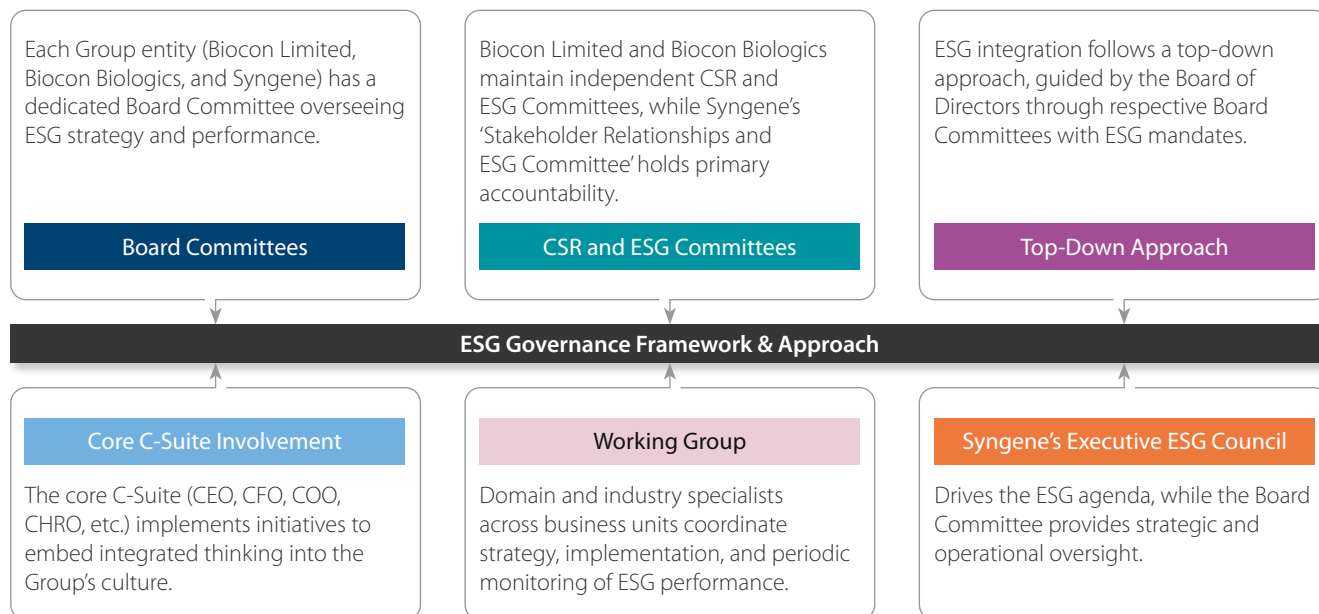 Each Group entity (Biocon Limited,
Biocon Biologics, and Syngene) has a
dedicated Board Committee overseeing
ESG strategy and performance.
Board Committees
Biocon Limited and Biocon Biologics
maintain independent CSR and
ESG Committees, while Syngene’s
‘Stakeholder Relationships and
ESG Committee’ holds primary
accountability.
CSR and ESG Committees
ESG integration follows a top-down
approach, guided by the Board of
Directors through respective Board
Committees with ESG mandates.
Top-Down Approach
ESG Governance Framework & Approach
Core C-Suite Involvement
The core C-Suite (CEO, CFO, COO,
CHRO, etc.) implements initiatives to
embed integrated thinking into the
Group’s culture.
Working Group
Domain and industry specialists
across business units coordinate
strategy, implementation, and periodic
monitoring of ESG performance.
Syngene’s Executive ESG Council
Drives the ESG agenda, while the Board
Committee provides strategic and
operational oversight.